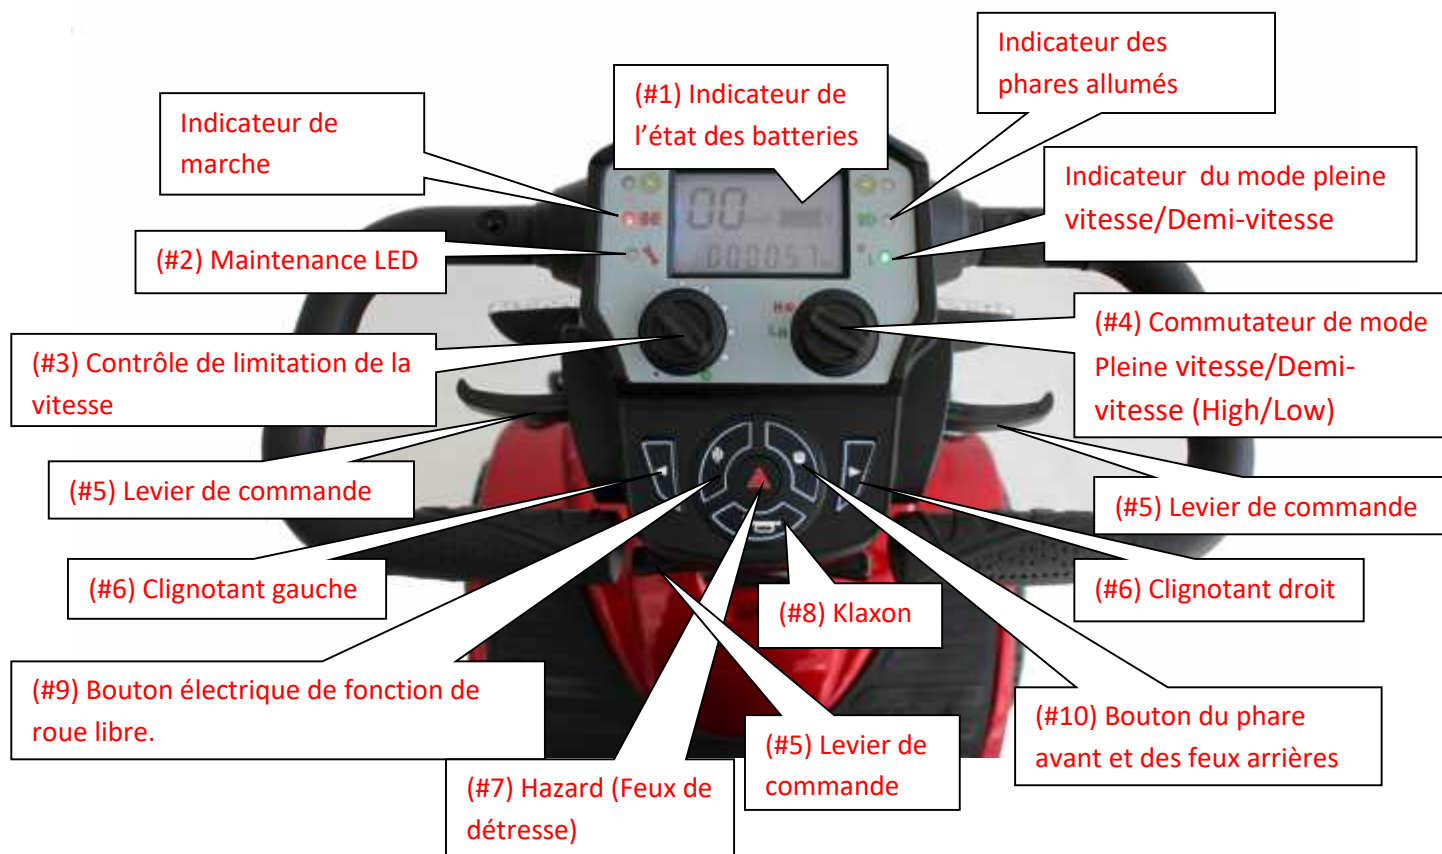 Indicateur des
phares allumés
(#1) Indicateur de
l’état des batteries
Indicateur de
marche
Indicateur du mode pleine
vitesse/Demi-vitesse
(#2) Maintenance LED
00
000057
Hi
Lo
(#3) Contrôle de limitation de la
vitesse
(#4) Commutateur de mode
Pleine vitesse/Demi-
vitesse (High/Low)
(#5) Levier de commande
(#5) Levier de commande
(#6) Clignotant gauche
(#8) Klaxon
(#6) Clignotant droit
(#9) Bouton électrique de fonction de
roue libre.
(#5) Levier de
commande
(#10) Bouton du phare
avant et des feux arrières
(#7) Hazard (Feux de
détresse)